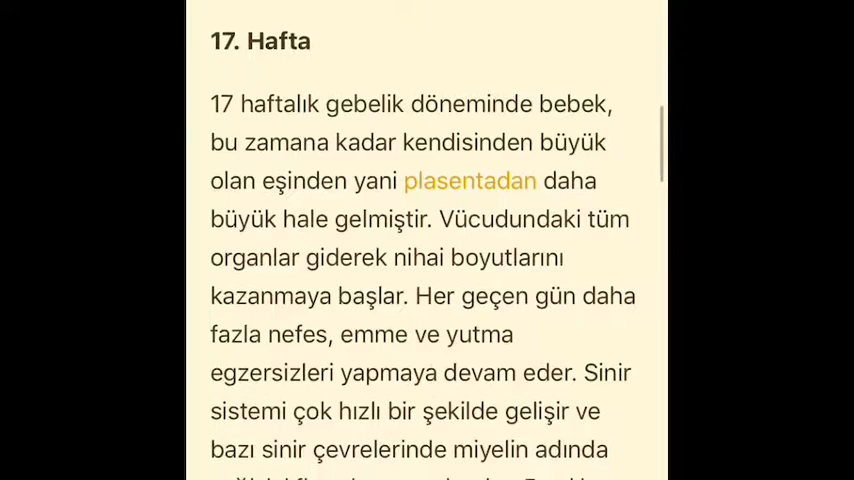 17. Hafta
17 haftalık gebelik döneminde bebek,
bu zamana kadar kendisinden büyük
olan eşinden yani plasentadan daha
büyük hale gelmiştir. Vücudundaki tüm
organlar giderek nihai boyutlarını
kazanmaya başlar. Her geçen gün daha
fazla nefes, emme ve yutma
egzersizleri yapmaya devam eder. Sinir
sistemi çok hızlı bir şekilde gelişir ve
bazı sinir çevrelerinde miyelin adında